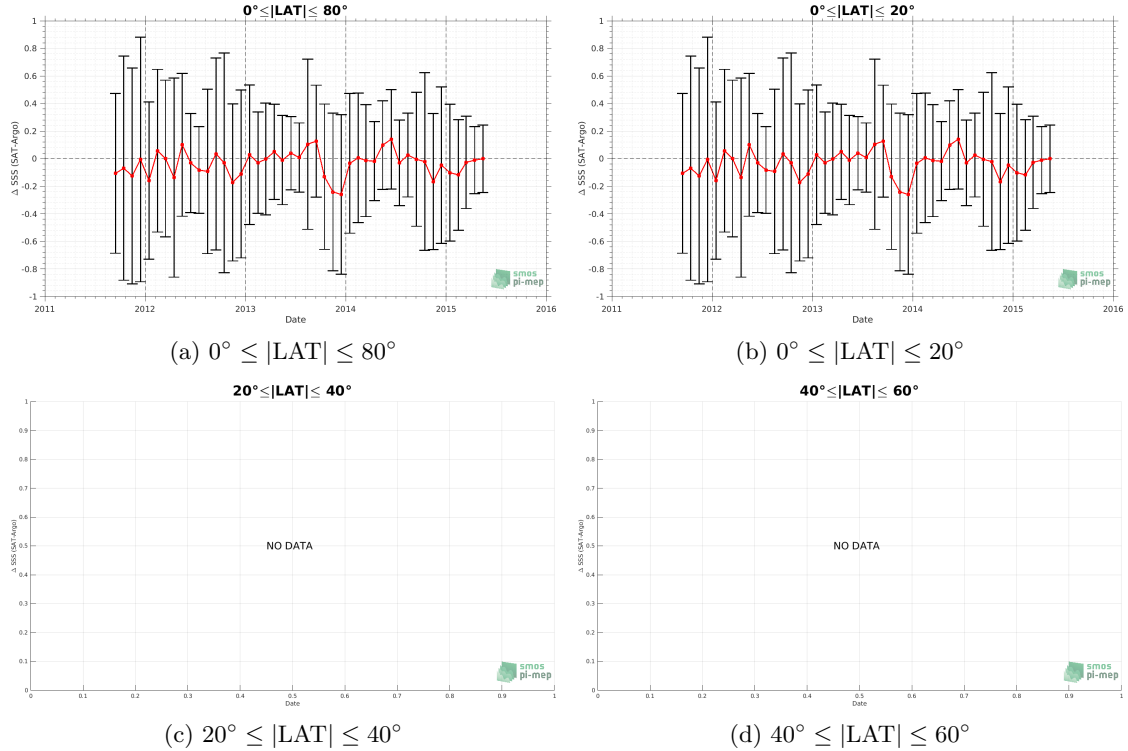 0°≤|LAT|≤ 80°
1
0.8
0.6
0.4
0.2
0
-0.2
-0.4
-0.6
-0.8
-1
Δ SSS (SAT-Argo)
2011 2012 2013 2014 2015 2016
Date
smos
pi-mep
0°≤|LAT|≤ 20°
1
0.8
0.6
0.4
0.2
0
-0.2
-0.4
-0.6
-0.8
-1
Δ SSS (SAT-Argo)
2011 2012 2013 2014 2015 2016
Date
smos
pi-mep
(a) 0° ≤ |LAT| ≤ 80°
(b) 0° ≤ |LAT| ≤ 20°
20°≤|LAT|≤ 40°
1
0.9
0.8
0.7
0.6
0.5
0.4
0.3
0.2
0.1
0
Δ SSS (SAT-Argo)
NO DATA
0 0.1 0.2 0.3 0.4 0.5 0.6 0.7 0.8 0.9 1
Date
smos
pi-mep
40°≤|LAT|≤ 60°
1
0.9
0.8
0.7
0.6
0.5
0.4
0.3
0.2
0.1
0
Δ SSS (SAT-Argo)
NO DATA
0 0.1 0.2 0.3 0.4 0.5 0.6 0.7 0.8 0.9 1
Date
smos
pi-mep
(c) 20° ≤ |LAT| ≤ 40°
(d) 40° ≤ |LAT| ≤ 60°